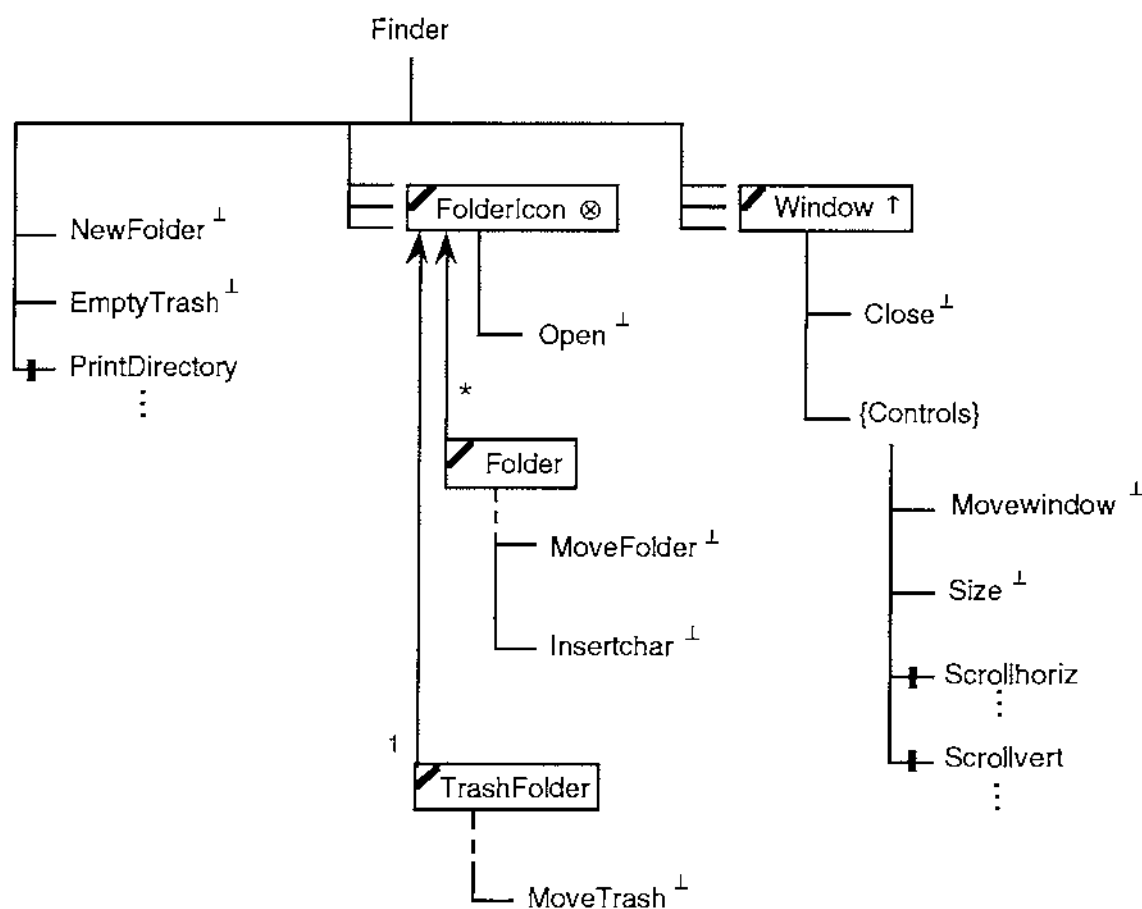 Finder
FolderIcon ⊗
Window ↑
NewFolder ⊥
EmptyTrash ⊥
PrintDirectory
⋮
Open ⊥
Close ⊥
*
{Controls}
Folder
MoveFolder ⊥
Insertchar ⊥
Movewindow ⊥
Size ⊥
Scrollhoriz
⋮
1
TrashFolder
Scrollvert
⋮
MoveTrash ⊥